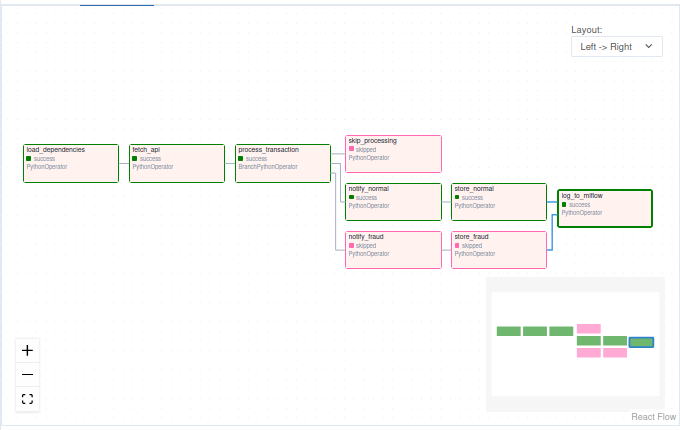 Layout:
Left -> Right
load_dependencies
success
PythonOperator
fetch_api
success
PythonOperator
process_transaction
success
BranchPythonOperator
skip_processing
skipped
PythonOperator
notify_normal
success
PythonOperator
store_normal
success
PythonOperator
log_to_mlflow
success
PythonOperator
notify_fraud
skipped
PythonOperator
store_fraud
skipped
PythonOperator
React Flow